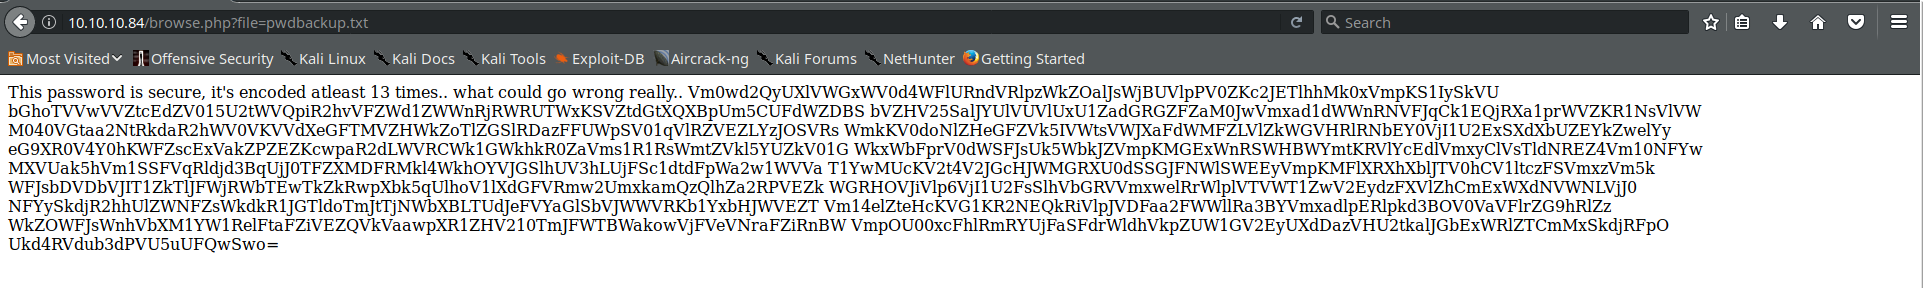 10.10.10.84/browse.php?file=pwdbackup.txt
Search
Most Visited Offensive Security Kali Linux Kali Docs Kali Tools Exploit-DB Aircrack-ng Kali Forums NetHunter Getting Started
This password is secure, it's encoded atleast 13 times.. what could go wrong really.. Vm0wd2QyUXlVWGxWV0d4WFlURndVRlpzWkZOalJsWjBUVlpPV0ZKc2JETlhhMk0xVmpKS1IySkVU
bGhoTVVwVVZtcEdZV015U2tWVQpiR2hvVFZWd1ZWWnRjRWRUTWxKSVZtdGtXQXBpUm5CUFdWZDBS bVZHV25SalJYUlVUVlUxU1ZadGRGZFZaM0JwVmxad1dWWnRNVFJqCk1EQjRXa1prWVZKR1NsVlVW
M040VGtaa2NtRkdaR2hWV0VKVVdXeGFTMVZHWkZoTlZGSlRDazFFUWpSV01qVlRZVEZLYzJOSVRs WmkKV0doNlZHeGFZVk5IVWtsVWJXaFdWMFZLVlZkWGVHRlRNbEY0VjI1U2ExSXdXbUZEYkZwelYy
eG9XR0V4Y0hKWFZscExVakZPZEZKcwpaR2dLWVRCWk1GWGhkR0ZaVms1R1RsWmtZVkl5YUZkV01G WkxWbFprV0dWSFJsUk5WbkJZVmpKMGExWnRSWHBWYmtKRVlYcEdlVmxyClVsTldNREZ4Vm10NFYw
MXVUak5hVm1SSFVqRldjd3BqUjJ0TFZXMDFRMkl4WkhOYVJGSlhUV3hLUjFSc1dtdFpWa2w1WVVa T1YwMUcKV2t4V2JGcHJWMGRXU0dSSGJFNWlSWEEyVmpKMFlXRXhXblJTV0hCV1ltczFSVmxzVm5k
WFJsbDVDbVJIT1ZkTlJFWjRWbTEwTkZkRwpXbk5qUlhoV1lXdGFVRmw2UmxkamQzQlhZa2RPVEZk WGRHOVJiVlp6VjI1U2FsSlhVbGRVVmxwelRrWlplVTVWT1ZwV2EydzFXVlZhCmExWXdNVWNLVjJ0
NFYySkdjR2hhUlZWNFZsWkdkR1JGTldoTmJtTjNWbXBLTUdJeFVYaGlSbVJWWVRKb1YxbHJWVEZT Vm14elZteHcKVG1KR2NEQkRiVlpJVDFaa2FWWllRa3BYVmxadlpERlpkd3BOV0VaVFlrZG9hRlZz
WkZOWFJsWnhVbXM1YW1RelFtaFZiVEZQVkVaawpXR1ZHV210TmJFWTBWakowVjFVeVNraFZiRnBW VmpOU00xcFhlRmRYUjFaSFdrWldhVkpZUW1GV2EyUXdDazVHU2tkalJGbExWRlZTCmMxSkdjRFpO
Ukd4RVdub3dPVU5uUFQwSwo=